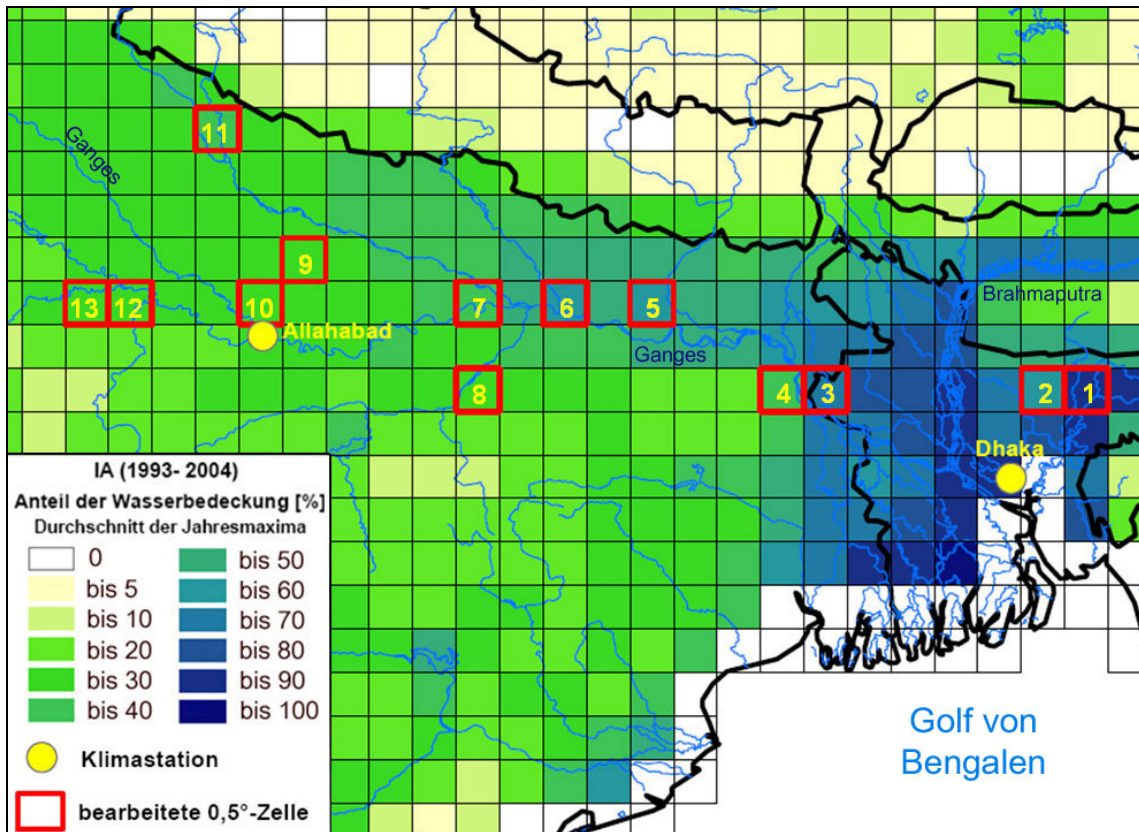 Ganges
11
9
13
12
10
7
6
5
Brahmaputra
Allahabad
Ganges
8
4
3
2
1
Dhaka
IA (1993- 2004)
Anteil der Wasserbedeckung [%]
Durchschnitt der Jahresmaxima
0
bis 5
bis 10
bis 20
bis 30
bis 40
bis 50
bis 60
bis 70
bis 80
bis 90
bis 100
Klimastation
bearbeitete 0,5°-Zelle
Golf von
Bengalen